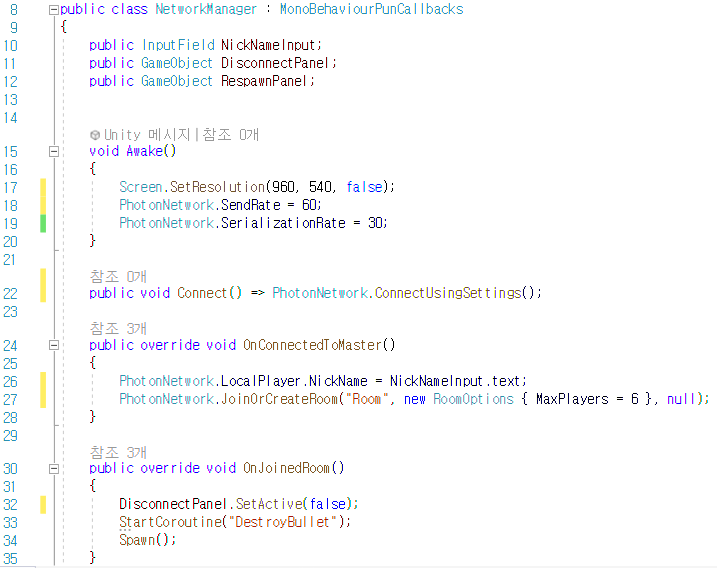 8 public class NetworkManager : MonoBehaviourPunCallbacks
9 {
10 public InputField NickNameInput;
11 public GameObject DisconnectPanel;
12 public GameObject RespawnPanel;
13
14
Unity 메시지|참조 0개
15 void Awake()
16 {
17 Screen.SetResolution(960, 540, false);
18 PhotonNetwork.SendRate = 60;
19 PhotonNetwork.SerializationRate = 30;
20 }
21
참조 0개
22 public void Connect() => PhotonNetwork.ConnectUsingSettings();
23
참조 3개
24 public override void OnConnectedToMaster()
25 {
26 PhotonNetwork.LocalPlayer.NickName = NickNameInput.text;
27 PhotonNetwork.JoinOrCreateRoom("Room", new RoomOptions { MaxPlayers = 6 }, null);
28 }
29
참조 3개
30 public override void OnJoinedRoom()
31 {
32 DisconnectPanel.SetActive(false);
33 StartCoroutine("DestroyBullet");
34 Spawn();
35 }